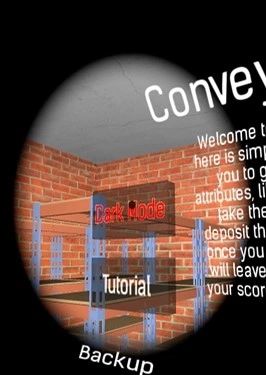 Convey
Welcome t
here is simp
you to g
attributes, li
take the
deposit th
once you
will leave
your scor
Dark Mode
Tutorial
Backup